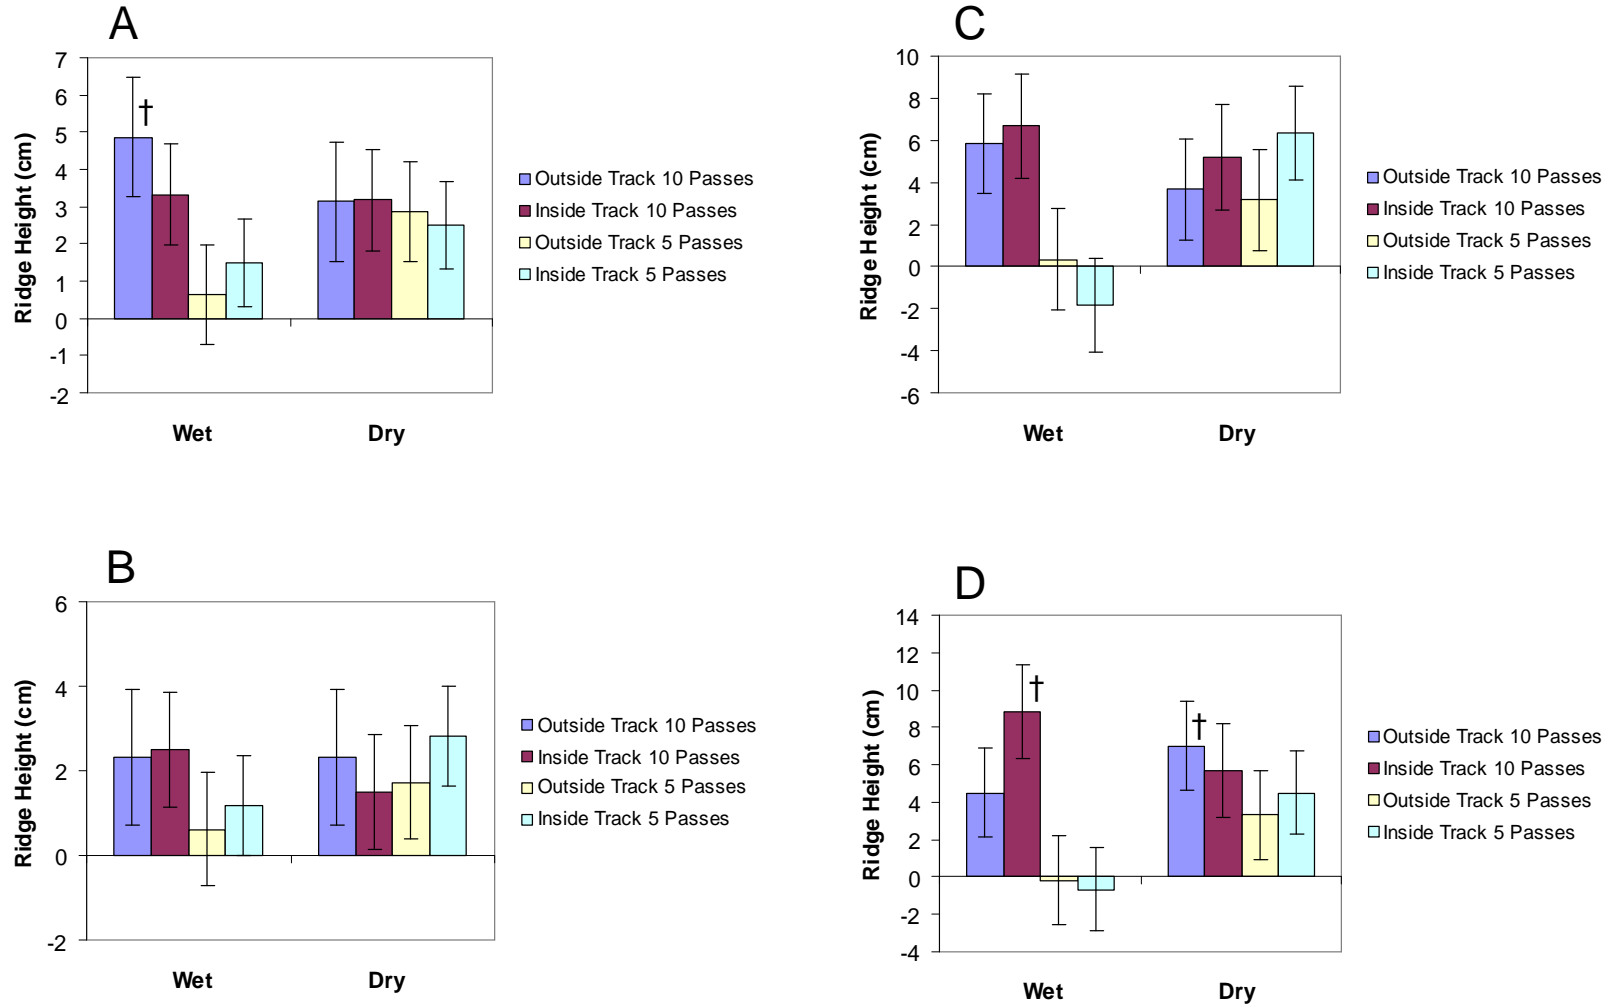 A
Ridge Height (cm)
7
6
5
4
3
2
1
0
-1
-2
†
Wet Dry
Outside Track 10 Passes
Inside Track 10 Passes
Outside Track 5 Passes
Inside Track 5 Passes
C
Ridge Height (cm)
10
8
6
4
2
0
-2
-4
-6
Wet Dry
Outside Track 10 Passes
Inside Track 10 Passes
Outside Track 5 Passes
Inside Track 5 Passes
B
Ridge Height (cm)
6
4
2
0
-2
Wet Dry
Outside Track 10 Passes
Inside Track 10 Passes
Outside Track 5 Passes
Inside Track 5 Passes
D
Ridge Height (cm)
14
12
10
8
6
4
2
0
-2
-4
†
†
Wet Dry
Outside Track 10 Passes
Inside Track 10 Passes
Outside Track 5 Passes
Inside Track 5 Passes